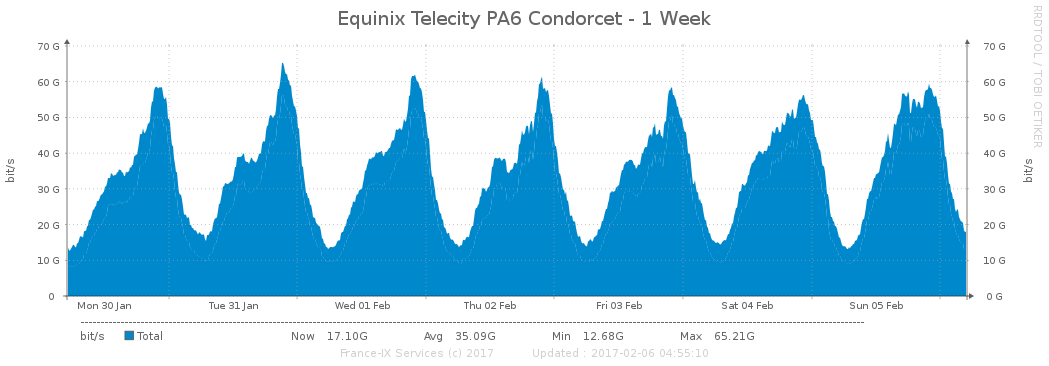 Equinix Telecity PA6 Condorcet - 1 Week
RRDTOOL / TOBI OETIKER
bit/s
70 G
60 G
50 G
40 G
30 G
20 G
10 G
0
70 G
60 G
50 G
40 G
30 G
20 G
10 G
0 G
bit/s
Mon 30 Jan Tue 31 Jan Wed 01 Feb Thu 02 Feb Fri 03 Feb Sat 04 Feb Sun 05 Feb
bit/s Total Now 17.10G Avg 35.09G Min 12.68G Max 65.21G
France-IX Services (c) 2017 Updated : 2017-02-06 04:55:10